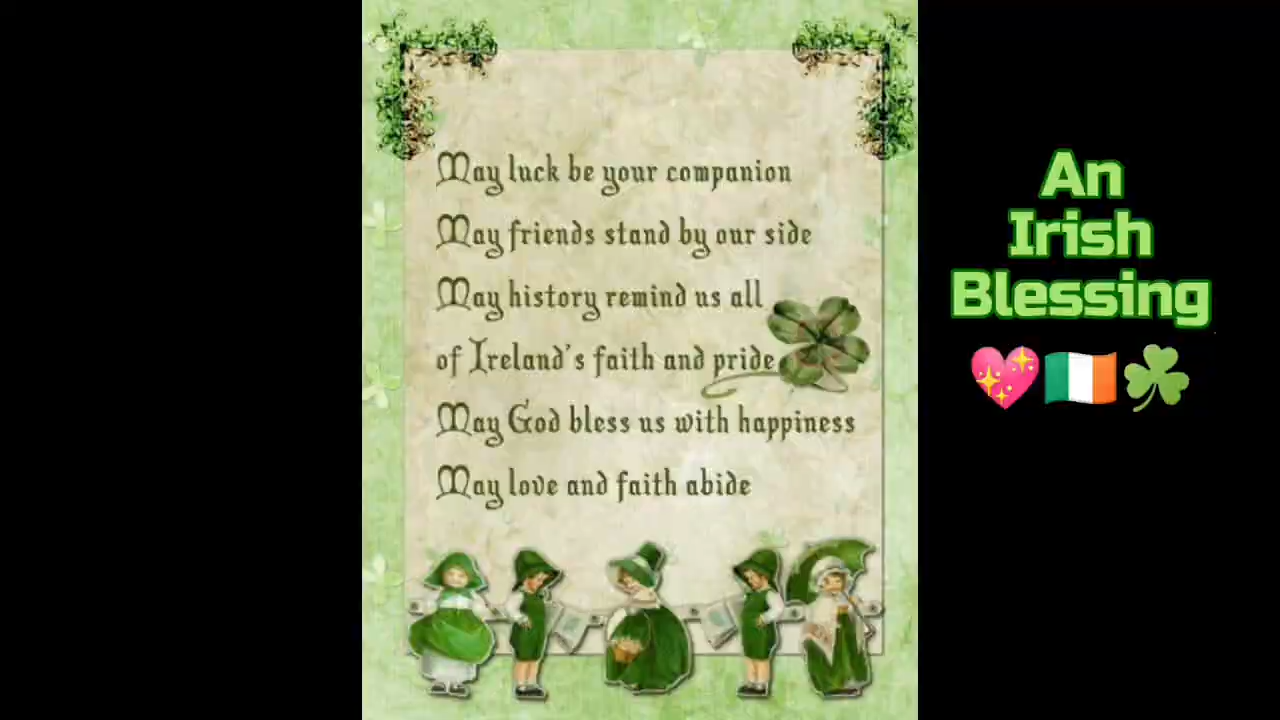 May luck be your companion
May friends stand by our side
May history remind us all
of Ireland's faith and pride
May God bless us with happiness
May love and faith abide
An
Irish
Blessing